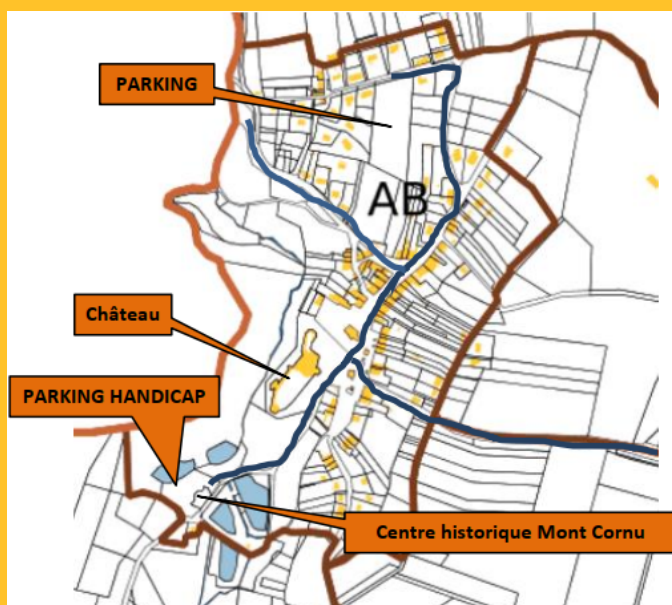 PARKING
AB
Château
PARKING HANDICAP
Centre historique Mont Cornu